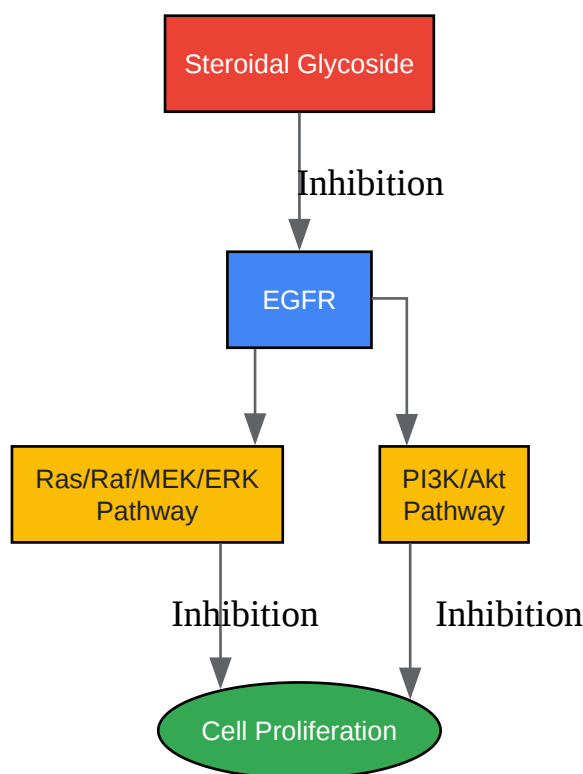 Steroidal Glycoside
Inhibition
EGFR
Ras/Raf/MEK/ERK
Pathway
PI3K/Akt
Pathway
Inhibition
Inhibition
Cell Proliferation